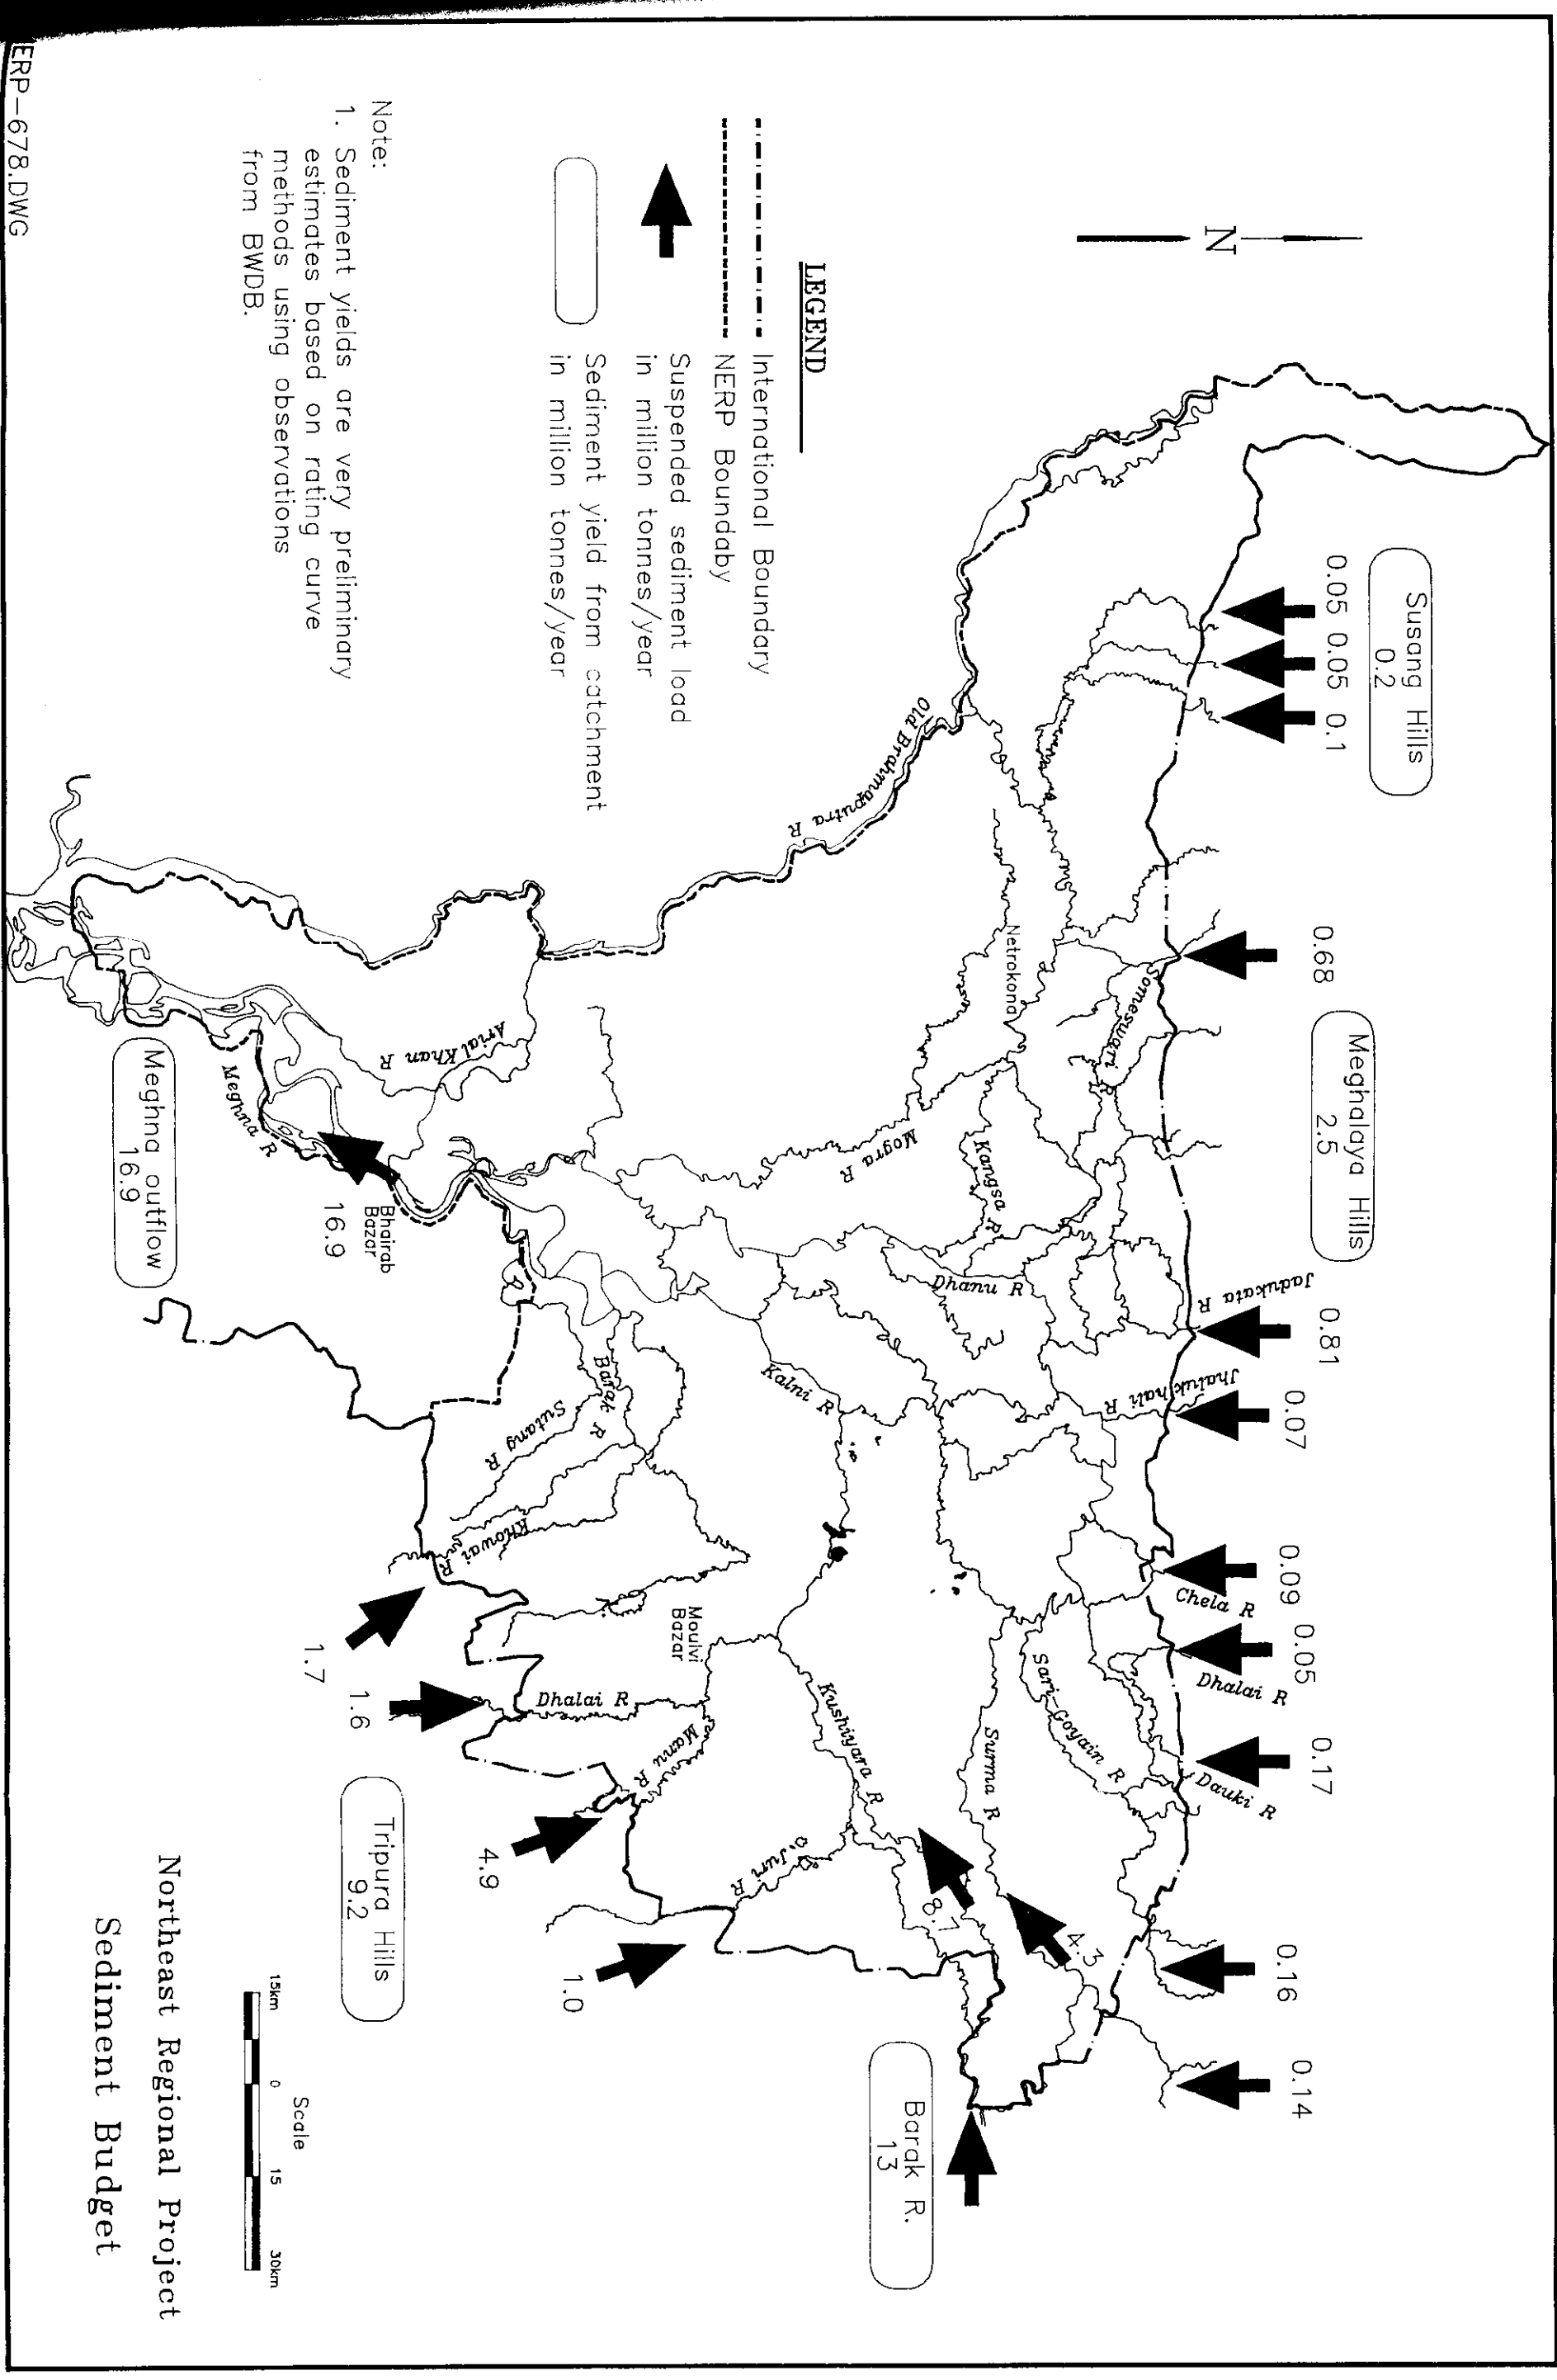 Susang Hills
0.2
0.05 0.05 0.1
0.68
Meghalaya Hills
2.5
0.81
0.07
0.09
0.05
0.17
0.16
0.14
Jadukata R
Jhalukhali R
Chela R
Dhalai R
Dauki R
Someswari R
Netrokona
Kangsa R
Mogra R
Dhanu R
Old Brahmaputra R
Sari-Goyain R
Surma R
4.3
8.7
Kushiyara R
Kalni R
Barak R.
13
Juri R
Moulvi
Bazar
Manu R
Dhalai R
Barak R
Sutang R
Khowai R
Arial Khan R
Meghna R
Bhairab
Bazar
16.9
Meghna outflow
16.9
1.7
1.6
4.9
1.0
Tripura Hills
9.2
LEGEND
International Boundary
NERP Boundaby
Suspended sediment load
in million tonnes/year
Sediment yield from catchment
in million tonnes/year
N
Note:
1. Sediment yields are very preliminary
estimates based on rating curve
methods using observations
from BWDB.
Scale
15km 0 15 30km
Northeast Regional Project
Sediment Budget
ERP-678.DWG